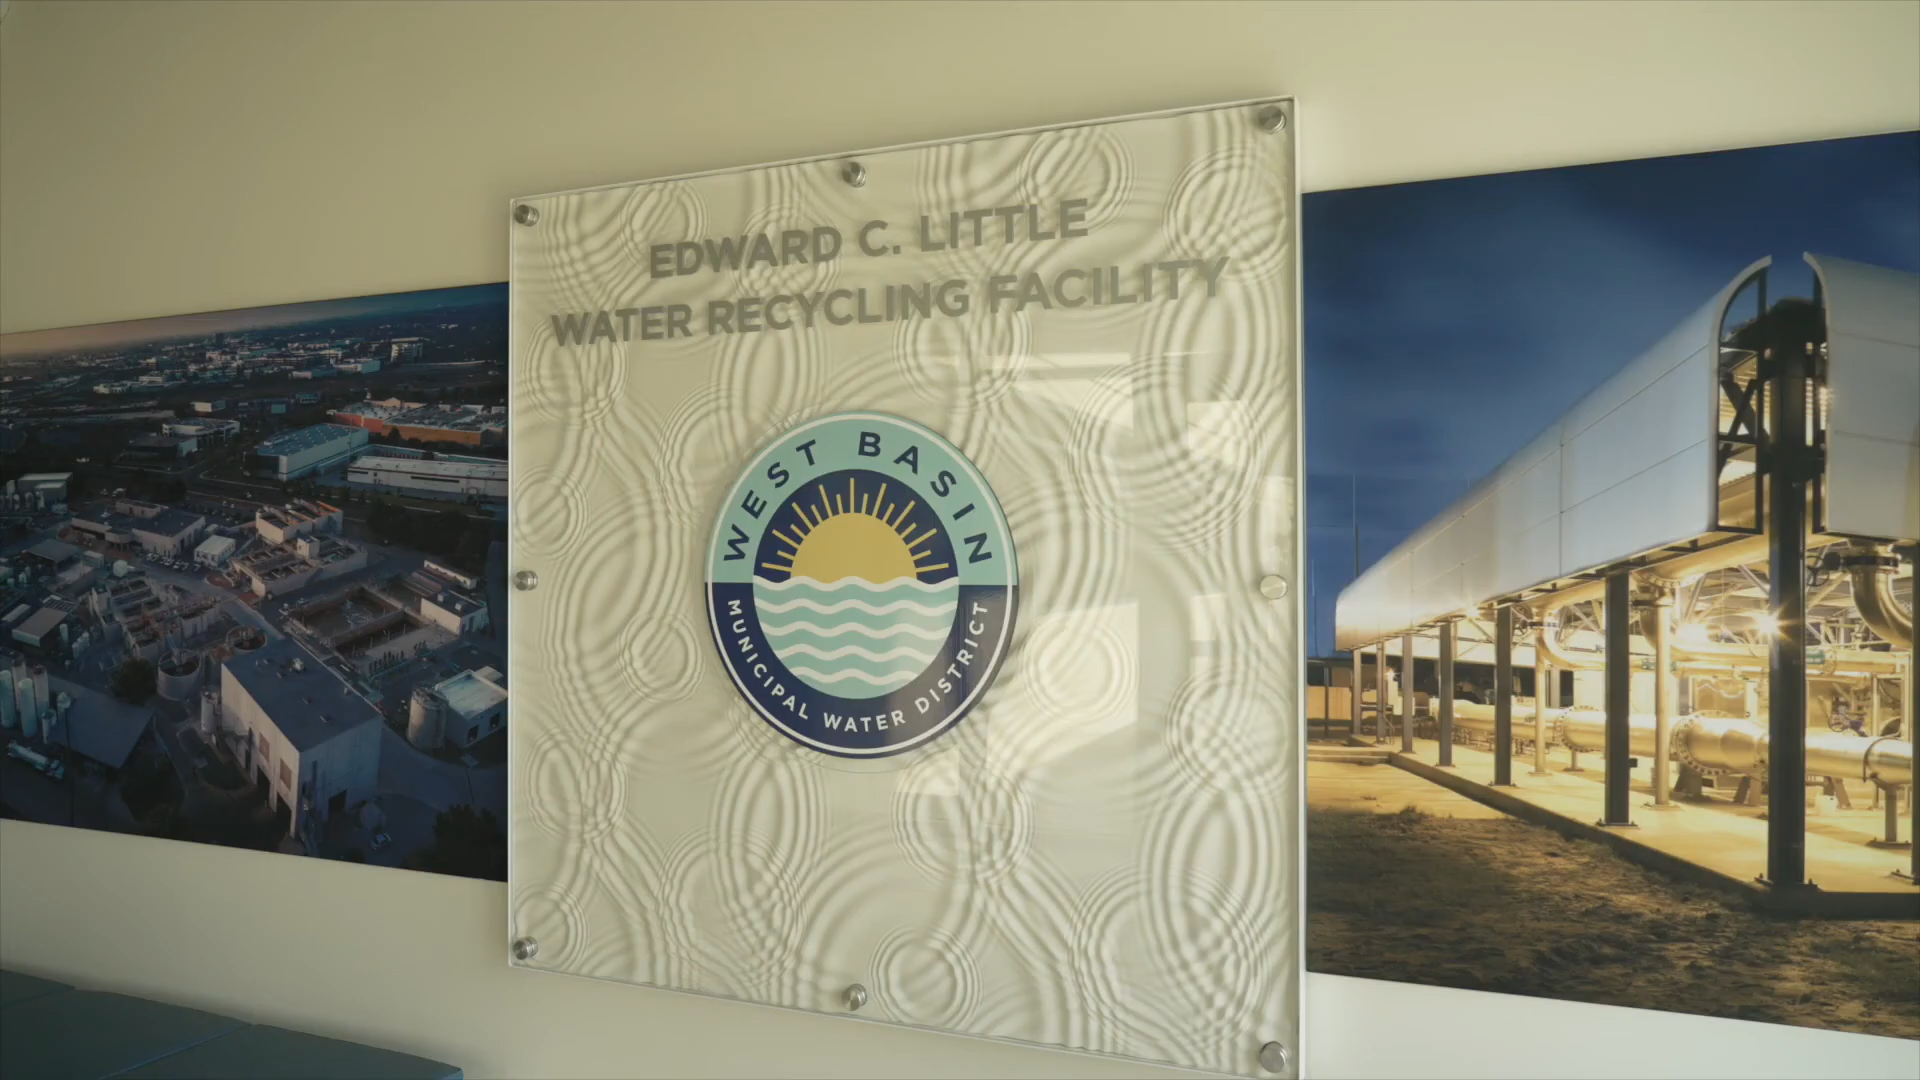 EDWARD C. LITTLE
WATER RECYCLING FACILITY
WEST BASIN
MUNICIPAL WATER DISTRICT